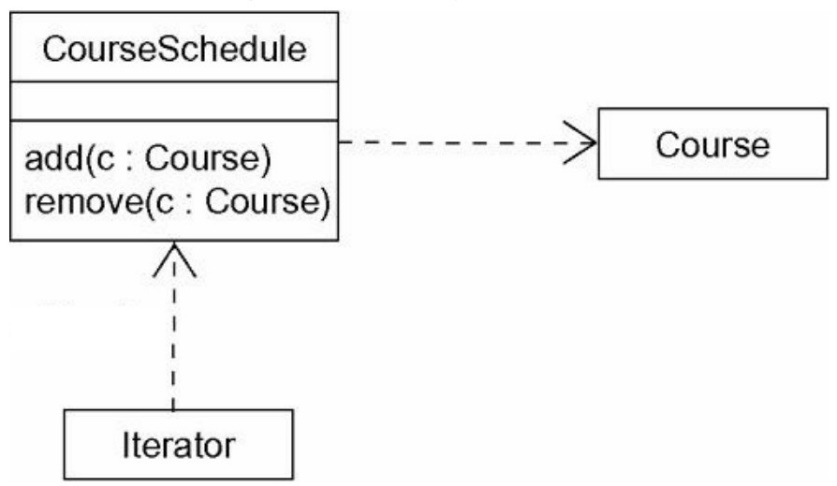 CourseSchedule
add(c : Course)
remove(c : Course)
Course
Iterator